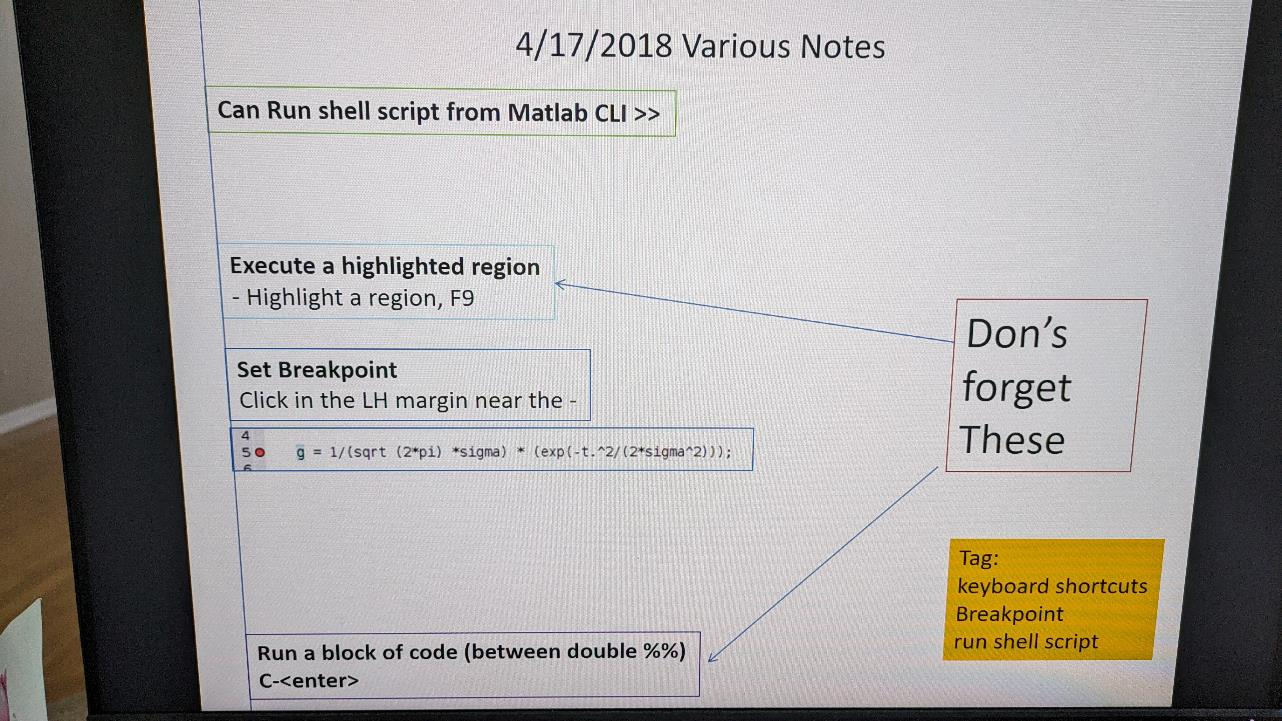 4/17/2018 Various Notes
Can Run shell script from Matlab CLI >>
Execute a highlighted region
- Highlight a region, F9
Set Breakpoint
Click in the LH margin near the -
4
5 g = 1/(sqrt (2*pi) *sigma) * (exp(-t.^2/(2*sigma^2)));
6
Don's
forget
These
Tag:
keyboard shortcuts
Breakpoint
run shell script
Run a block of code (between double %%)
C-<enter>